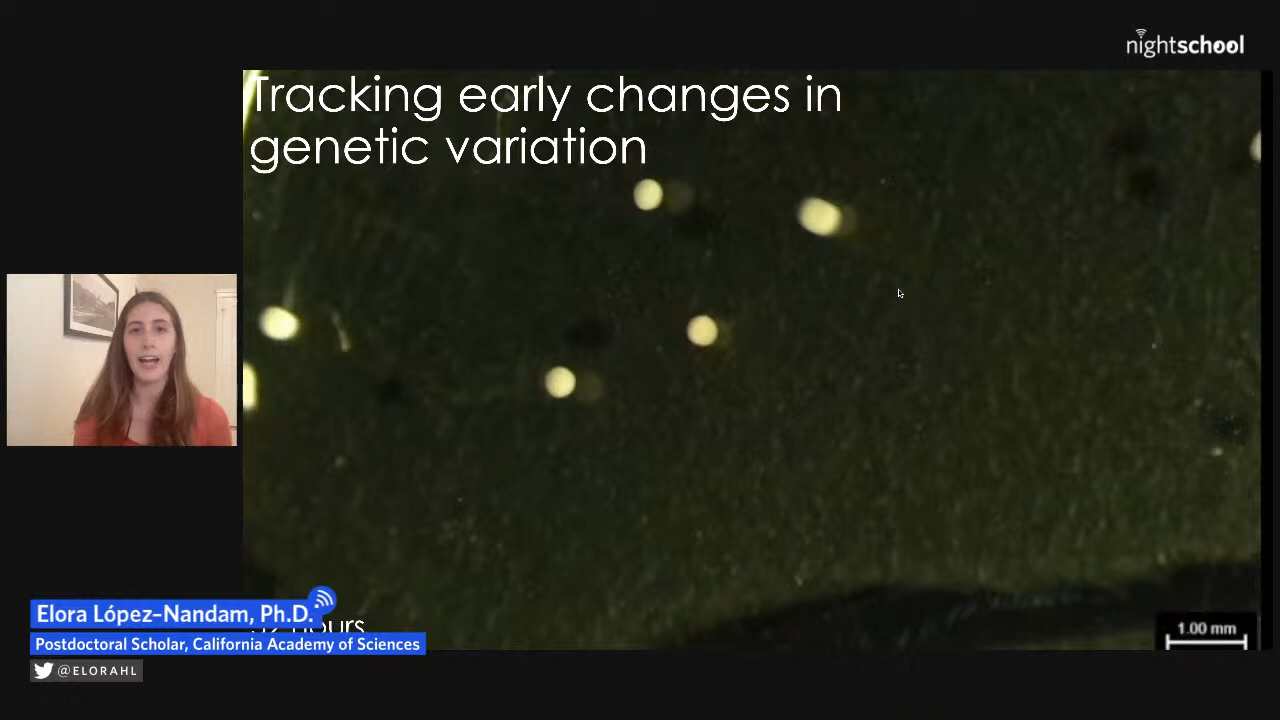 nightschool
Tracking early changes in
genetic variation
Elora López-Nandam, Ph.D.
hours
Postdoctoral Scholar, California Academy of Sciences
@ELORAHL
1.00 mm